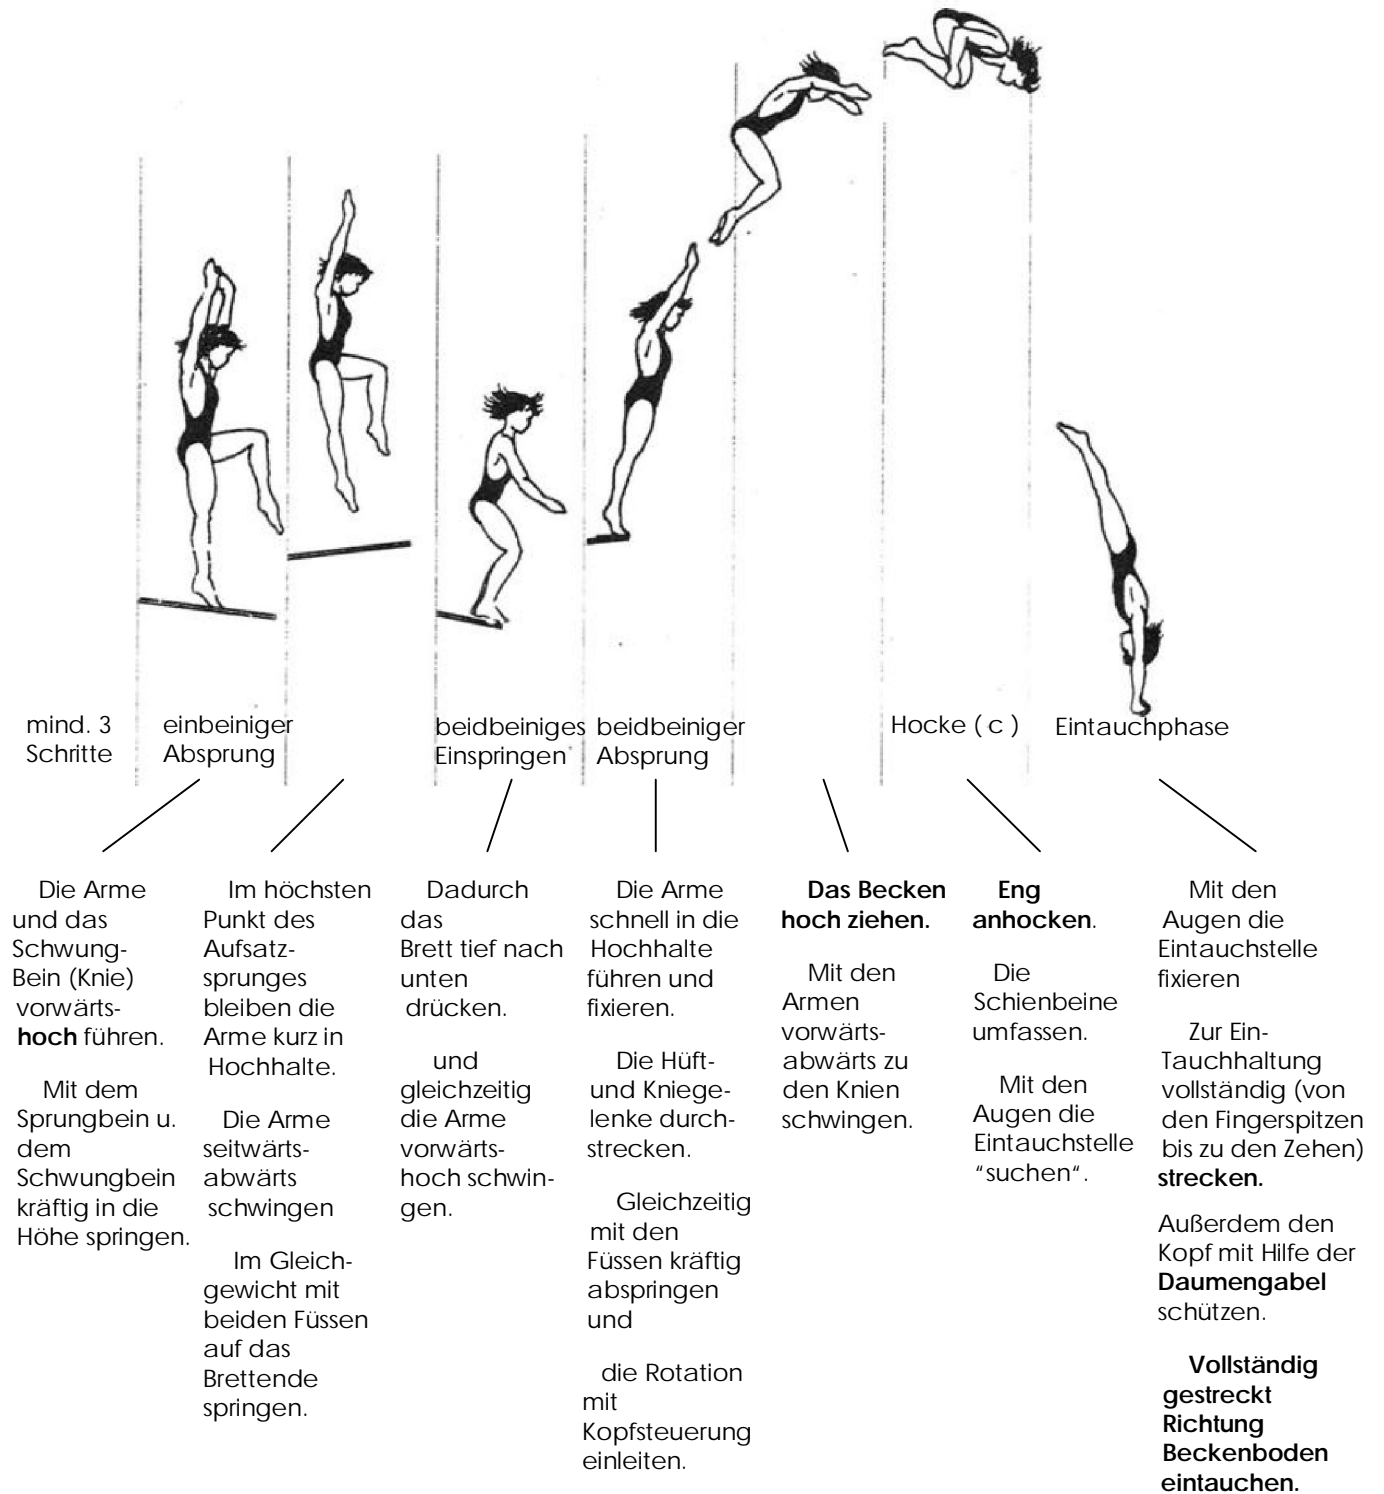 mind. 3
Schritte
einbeiniger
Absprung
beidbeiniges
Einspringen
beidbeiniger
Absprung
Hocke ( c )
Eintauchphase
Die Arme
und das
Schwung-
Bein (Knie)
vorwärts-
hoch führen.
Mit dem
Sprungbein u.
dem
Schwungbein
kräftig in die
Höhe springen.
Im höchsten
Punkt des
Aufsatz-
sprunges
bleiben die
Arme kurz in
Hochhalte.
Die Arme
seitwärts-
abwärts
schwingen
Im Gleich-
gewicht mit
beiden Füssen
auf das
Brettende
springen.
Dadurch
das
Brett tief nach
unten
drücken.
und
gleichzeitig
die Arme
vorwärts-
hoch schwin-
gen.
Die Arme
schnell in die
Hochhalte
führen und
fixieren.
Die Hüft-
und Kniege-
lenke durch-
strecken.
Gleichzeitig
mit den
Füssen kräftig
abspringen
und
die Rotation
mit
Kopfsteuerung
einleiten.
Das Becken
hoch ziehen.
Mit den
Armen
vorwärts-
abwärts zu
den Knien
schwingen.
Eng
anhocken.
Die
Schienbeine
umfassen.
Mit den
Augen die
Eintauchstelle
“suchen“.
Mit den
Augen die
Eintauchstelle
fixieren
Zur Ein-
Tauchhaltung
vollständig (von
den Fingerspitzen
bis zu den Zehen)
strecken.
Außerdem den
Kopf mit Hilfe der
Daumengabel
schützen.
Vollständig
gestreckt
Richtung
Beckenboden
eintauchen.